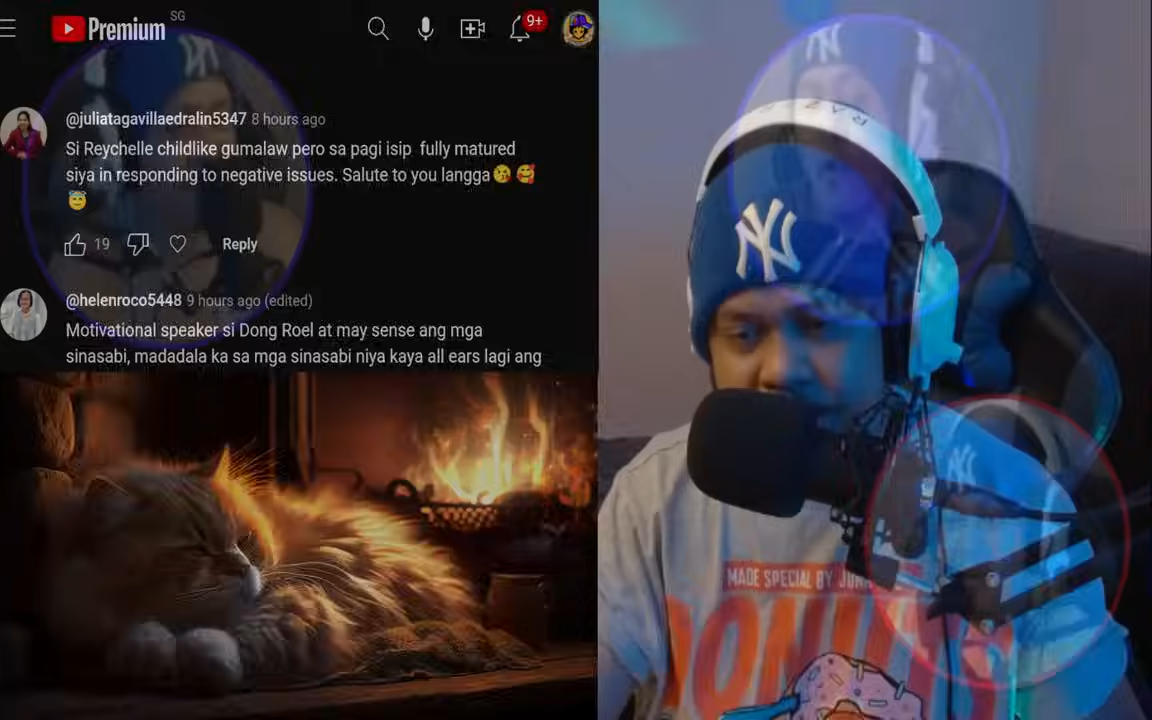 SG
Premium
9+
@juliatagavillaedralin5347 8 hours ago
Si Reychelle childlike gumalaw pero sa pagi isip fully matured
siya in responding to negative issues. Salute to you langga😘 🥰
😇
19
Reply
@helenroco5448 9 hours ago (edited)
Motivational speaker si Dong Roel at may sense ang mga
sinasabi, madadala ka sa mga sinasabi niya kaya all ears lagi ang
NY
MADE SPECIAL BY